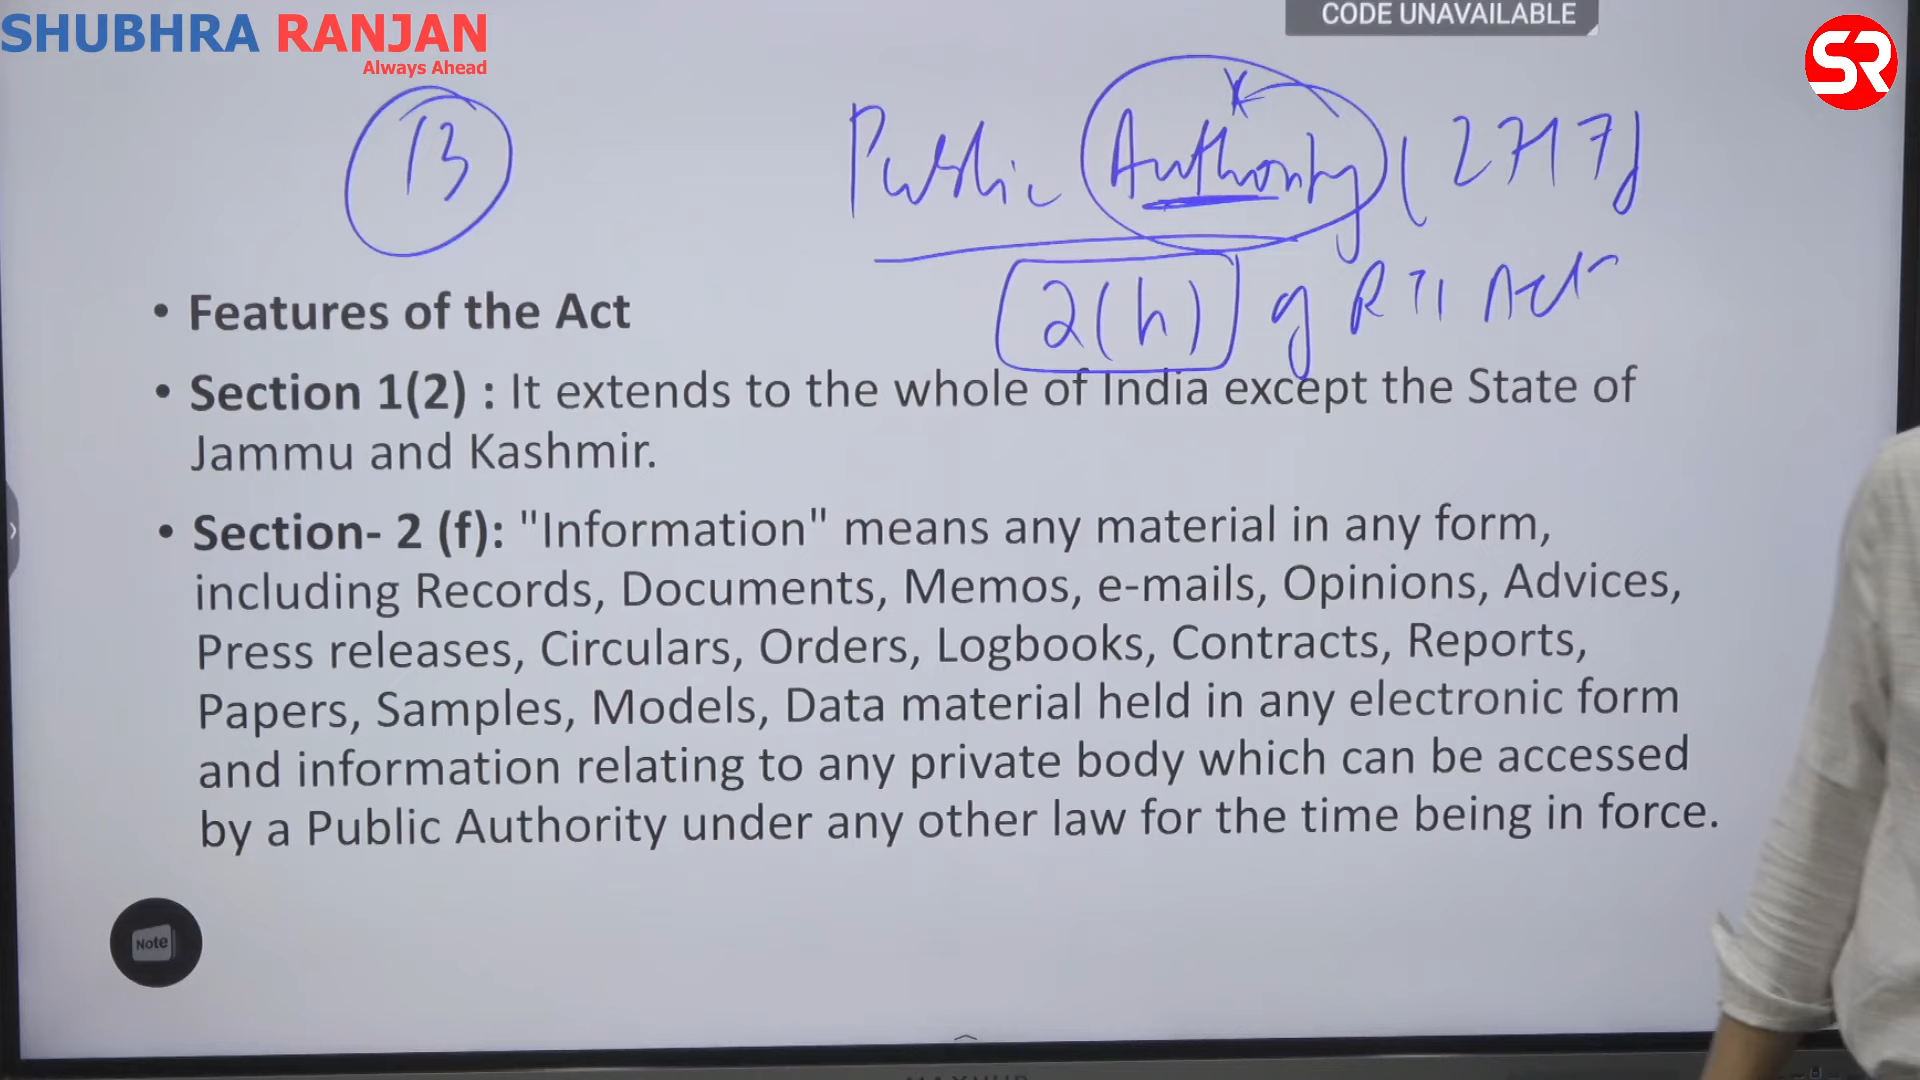 SHUBHRA RANJAN
Always Ahead
CODE UNAVAILABLE
SR
13
Public Authority (2717)
2(h) of RTI Act
• Features of the Act
• Section 1(2) : It extends to the whole of India except the State of
Jammu and Kashmir.
• Section- 2 (f): "Information" means any material in any form,
including Records, Documents, Memos, e-mails, Opinions, Advices,
Press releases, Circulars, Orders, Logbooks, Contracts, Reports,
Papers, Samples, Models, Data material held in any electronic form
and information relating to any private body which can be accessed
by a Public Authority under any other law for the time being in force.
Note